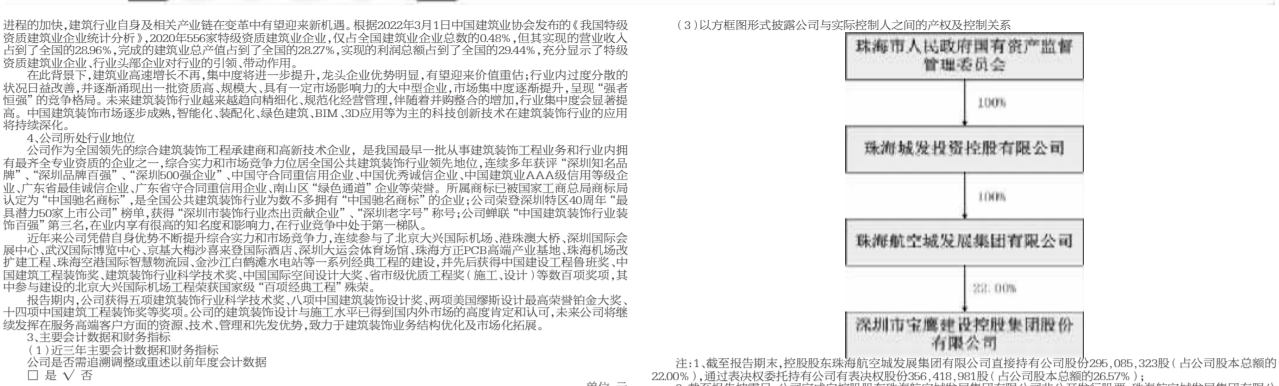 进程的加快,建筑行业自身及相关产业链在变革中有望迎来新机遇。根据2022年3月1日中国建筑业协会发布的《我国特级
资质建筑业企业统计分析》,2020年556家特级资质建筑业企业,仅占全国建筑业企业总数的0.48%,但其实现的营业收入
占到了全国的28.96%,完成的建筑业总产值占到了全国的28.27%,实现的利润总额占到了全国的29.44%,充分显示了特级
资质建筑业企业、行业头部企业对行业的引领、带动作用。
在此背景下,建筑业高速增长不再,集中度将进一步提升,龙头企业优势明显,有望迎来价值重估;行业内过度分散的
状况日益改善,并逐渐涌现出一批资质高、规模大、具有一定市场影响力的大中型企业,市场集中度逐渐提升,呈现“强者
恒强”的竞争格局。未来建筑装饰行业越来越趋向精细化、规范化经营管理,伴随着并购整合的增加,行业集中度会显著提
高。中国建筑装饰市场逐步成熟,智能化、装配化、绿色建筑、BIM、3D应用等为主的科技创新技术在建筑装饰行业的应用
将持续深化。
4、公司所处行业地位
公司作为全国领先的综合建筑装饰工程承建商和高新技术企业,是我国最早一批从事建筑装饰工程业务和行业内拥
有最齐全专业资质的企业之一,综合实力和市场竞争力位居全国公共建筑装饰行业领先地位,连续多年获评“深圳知名品
牌”、“深圳品牌百强”、“深圳500强企业”、中国守合同重信用企业、中国优秀诚信企业、中国建筑业AAA级信用等级企
业、广东省最佳诚信企业、广东省守合同重信用企业、南山区“绿色通道”企业等荣誉。所属商标已被国家工商总局商标局
认定为“中国驰名商标”,是全国公共建筑装饰行业为数不多拥有“中国驰名商标”的企业;公司荣登深圳特区40周年“最
具潜力50家上市公司”榜单,获得“深圳市装饰行业杰出贡献企业”、“深圳老字号”称号;公司蝉联“中国建筑装饰行业装
饰百强”第三名,在业内享有很高的知名度和影响力,在行业竞争中处于第一梯队。
近年来公司凭借自身优势不断提升综合实力和市场竞争力,连续参与了北京大兴国际机场、港珠澳大桥、深圳国际会
展中心、武汉国际博览中心、京基大梅沙喜来登国际酒店、深圳大运会体育场馆、珠海方正PCB高端产业基地、珠海机场改
扩建工程、珠海空港国际智慧物流园、金沙江白鹤滩水电站等一系列经典工程的建设,并先后获得中国建设工程鲁班奖、中
国建筑工程装饰奖、建筑装饰行业科学技术奖、中国国际空间设计大奖、省市级优质工程奖(施工、设计)等数百项奖项,其
中参与建设的北京大兴国际机场工程荣获国家级“百项经典工程”殊荣。
报告期内,公司获得五项建筑装饰行业科学技术奖、八项中国建筑装饰设计奖、两项美国缪斯设计最高荣誉铂金大奖、
十四项中国建筑工程装饰奖等奖项。公司的建筑装饰设计与施工水平已得到国内外市场的高度肯定和认可,未来公司将继
续发挥在服务高端客户方面的资源、技术、管理和先发优势,致力于建筑装饰业务结构优化及市场化拓展。
3、主要会计数据和财务指标
(1)近三年主要会计数据和财务指标
公司是否需追溯调整或重述以前年度会计数据
□ 是 √ 否
(3)以方框图形式披露公司与实际控制人之间的产权及控制关系
珠海市人民政府国有资产监督
管理委员会
100%
珠海城发投资控股有限公司
100%
珠海航空城发展集团有限公司
22.00%
深圳市宝鹰建设控股集团股份
有限公司
注:1、截至报告期末,控股股东珠海航空城发展集团有限公司直接持有公司股份295,085,323股(占公司股本总额的
22.00%),通过表决权委托持有公司有表决权股份356,418,981股(占公司股本总额的26.57%);